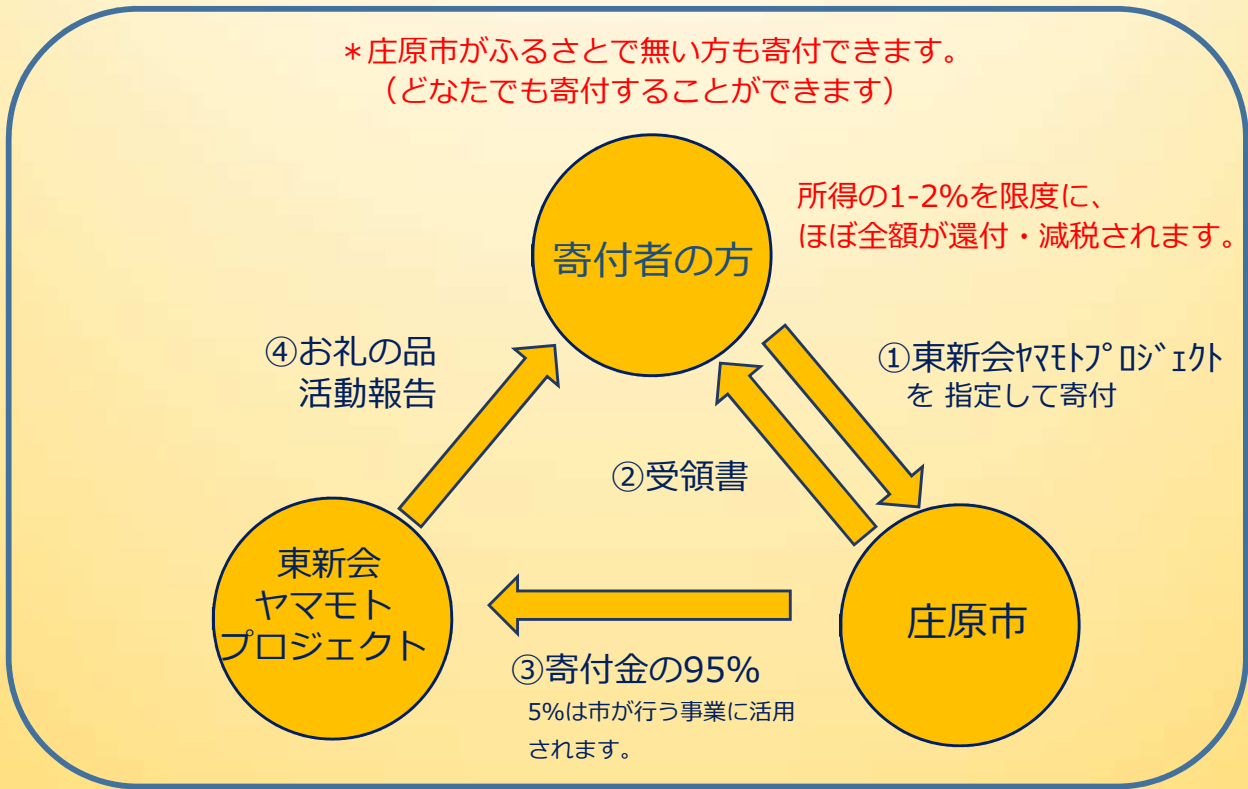 ＊庄原市がふるさとで無い方も寄付できます。
（どなたでも寄付することができます）
寄付者の方
所得の1-2%を限度に、
ほぼ全額が還付・減税されます。
④お礼の品
活動報告
①東新会ﾔﾏﾓﾄﾌﾟﾛｼﾞｪｸﾄ
を 指定して寄付
②受領書
東新会
ヤマモト
プロジェクト
庄原市
③寄付金の95%
5%は市が行う事業に活用
されます。